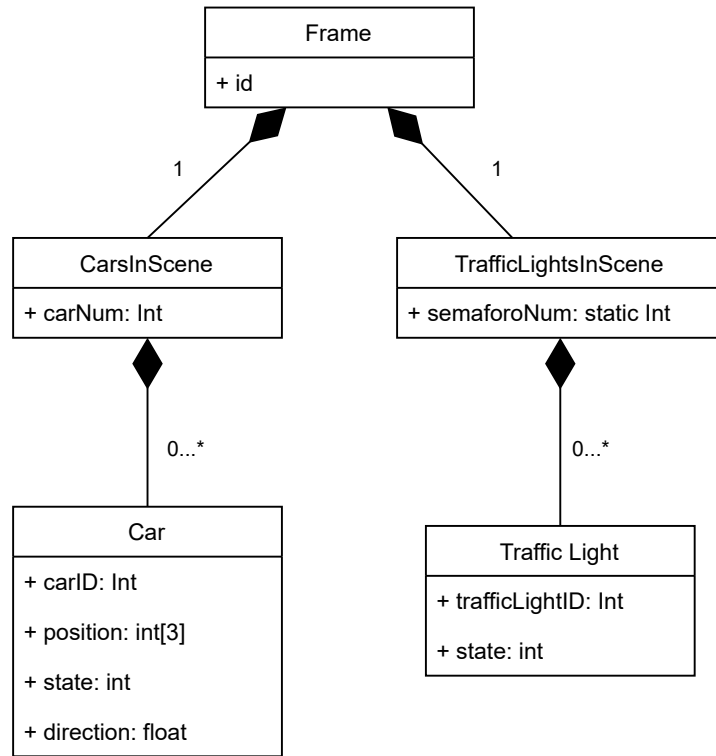 Frame
+ id
1
1
CarsInScene
+ carNum: Int
TrafficLightsInScene
+ semaforoNum: static Int
0...*
0...*
Car
+ carID: Int
+ position: int[3]
+ state: int
+ direction: float
Traffic Light
+ trafficLightID: Int
+ state: int